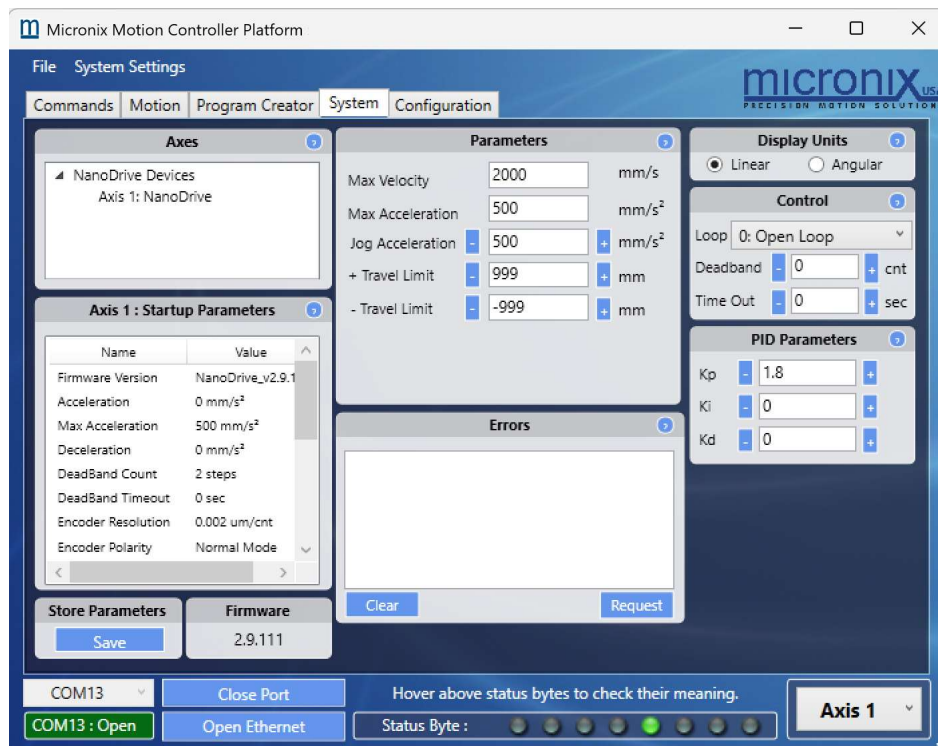 Micronix Motion Controller Platform
File System Settings
micronix USA
PRECISION MOTION SOLUTION
Commands Motion Program Creator System Configuration
Axes
NanoDrive Devices
Axis 1: NanoDrive
Axis 1 : Startup Parameters
Name Value
Firmware Version NanoDrive_v2.9.1
Acceleration 0 mm/s²
Max Acceleration 500 mm/s²
Deceleration 0 mm/s²
DeadBand Count 2 steps
DeadBand Timeout 0 sec
Encoder Resolution 0.002 um/cnt
Encoder Polarity Normal Mode
Store Parameters
Save
Firmware
2.9.111
Parameters
Max Velocity 2000 mm/s
Max Acceleration 500 mm/s²
Jog Acceleration - 500 + mm/s²
+ Travel Limit - 999 + mm
- Travel Limit - -999 + mm
Errors
Clear Request
Display Units
Linear Angular
Control
Loop 0: Open Loop
Deadband - 0 + cnt
Time Out - 0 + sec
PID Parameters
Kp - 1.8 +
Ki - 0 +
Kd - 0 +
COM13 Close Port Hover above status bytes to check their meaning.
COM13 : Open Open Ethernet Status Byte :
Axis 1